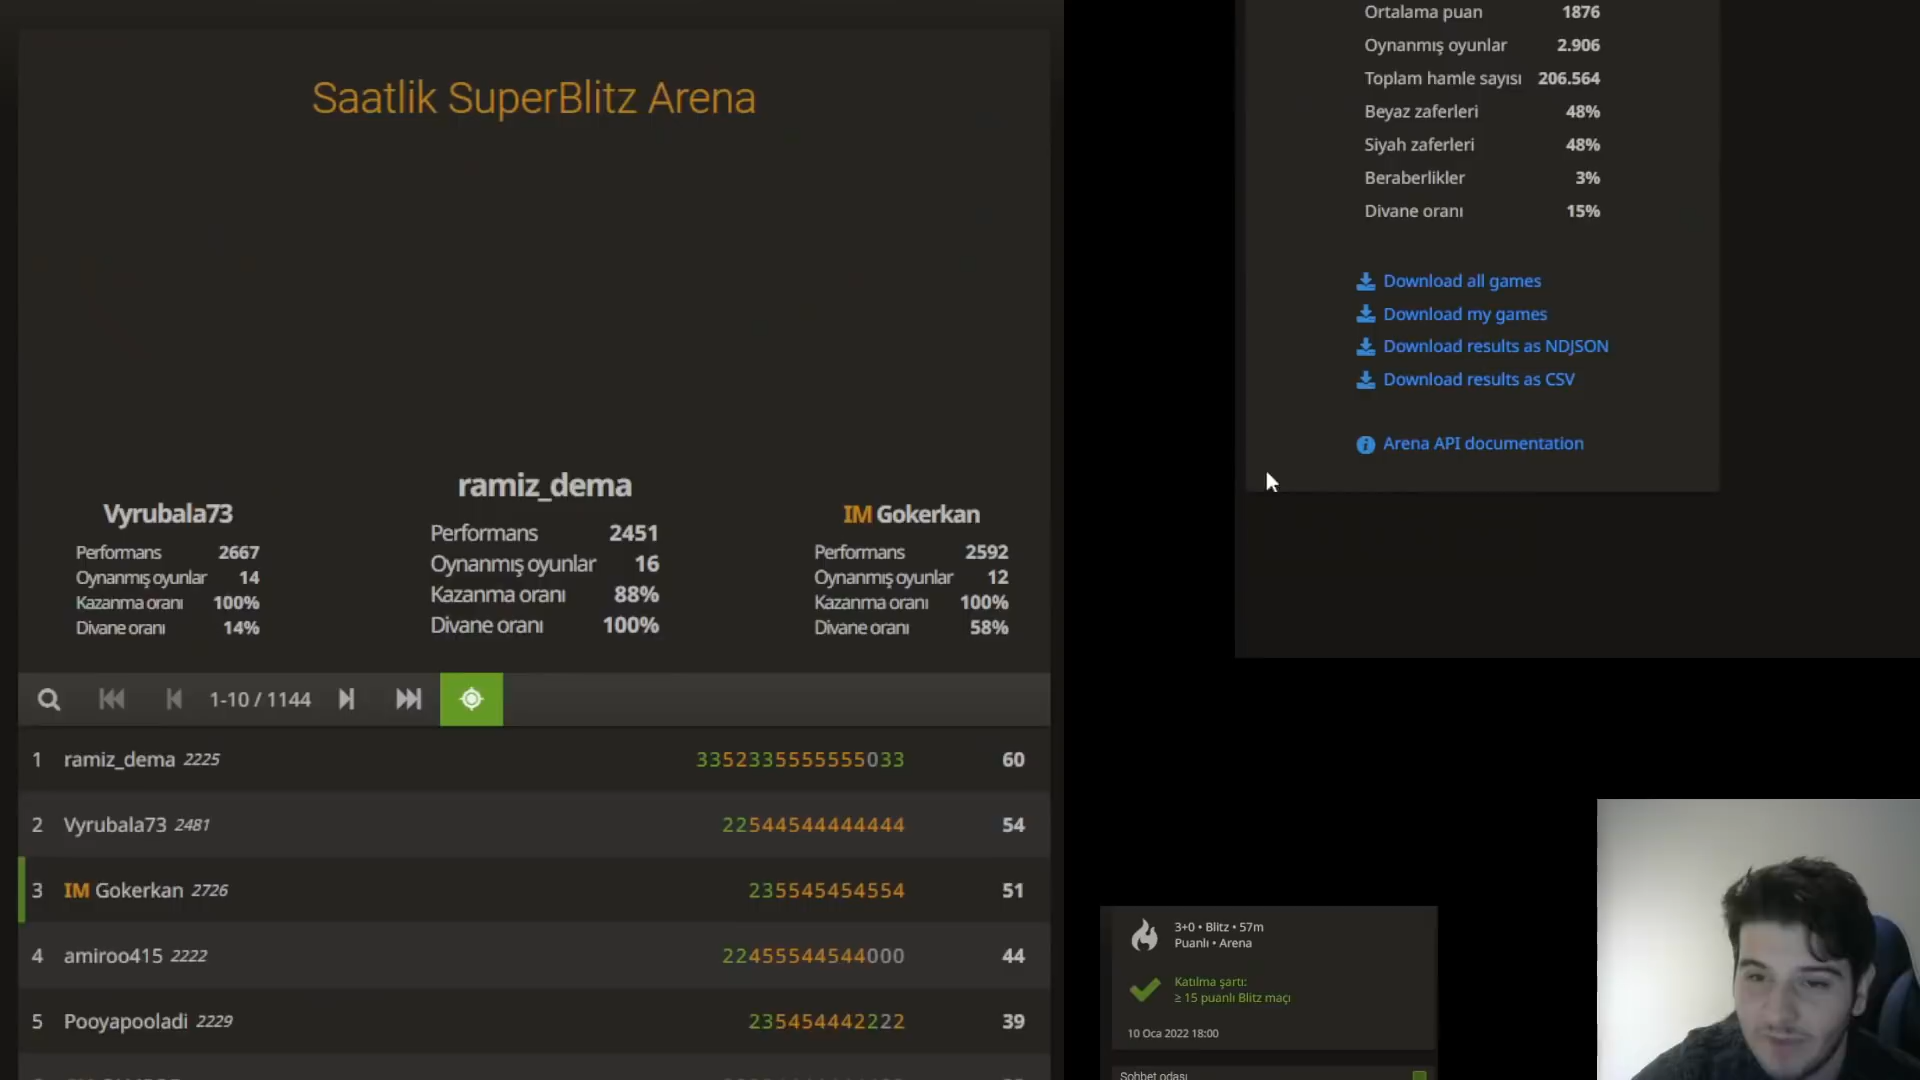 Saatlik SuperBlitz Arena
Vyrubala73
Performans 2667
Oynanmış oyunlar 14
Kazanma oranı 100%
Divane oranı 14%
ramiz_dema
Performans 2451
Oynanmış oyunlar 16
Kazanma oranı 88%
Divane oranı 100%
IM Gokerkan
Performans 2592
Oynanmış oyunlar 12
Kazanma oranı 100%
Divane oranı 58%
1-10 / 1144
1 ramiz_dema 2225 3352335555555033 60
2 Vyrubala73 2481 22544544444444 54
3 IM Gokerkan 2726 235545454554 51
4 amiroo415 2222 22455544544000 44
5 Pooyapooladi 2229 235454442222 39
Ortalama puan 1876
Oynanmış oyunlar 2.906
Toplam hamle sayısı 206.564
Beyaz zaferleri 48%
Siyah zaferleri 48%
Beraberlikler 3%
Divane oranı 15%
Download all games
Download my games
Download results as NDJSON
Download results as CSV
Arena API documentation
3+0 • Blitz • 57m
Puanlı • Arena
Katılma şartı:
≥ 15 puanlı Blitz maçı
10 Oca 2022 18:00
Sohbet odası